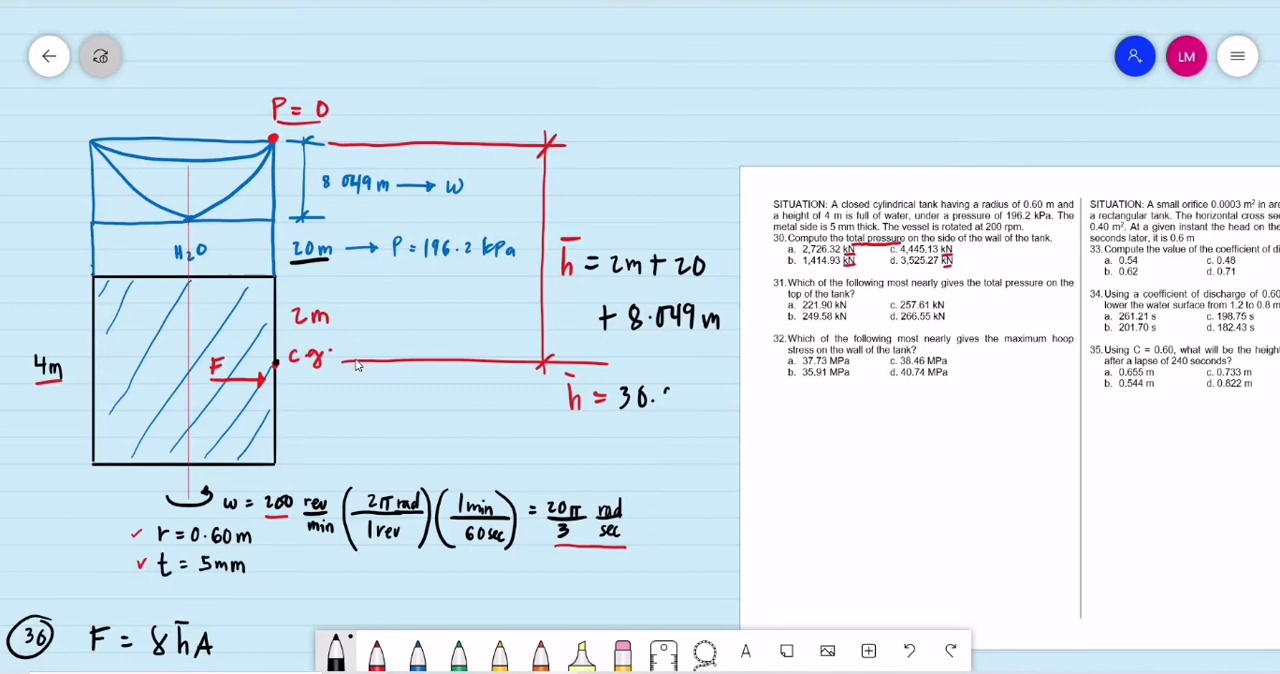 LM
P = 0
8.049m → W
20m → P = 196.2 kPa
H2O
h̄ = 2m + 20
+ 8.049m
2m
c.g.
F
4m
h̄ = 30.
w = 200 rev/min (2π rad/1 rev) (1 min/60 sec) = 20π/3 rad/sec
✓ r = 0.60m
✓ t = 5mm
36 F = 8h̄A
A
SITUATION: A closed cylindrical tank having a radius of 0.60 m and
a height of 4 m is full of water, under a pressure of 196.2 kPa. The
metal side is 5 mm thick. The vessel is rotated at 200 rpm.
30. Compute the total pressure on the side of the wall of the tank.
a. 2,726.32 kN c. 4,445.13 kN
b. 1,414.93 kN d. 3,525.27 kN
31. Which of the following most nearly gives the total pressure on the
top of the tank?
a. 221.90 kN c. 257.61 kN
b. 249.58 kN d. 266.55 kN
32. Which of the following most nearly gives the maximum hoop
stress on the wall of the tank?
a. 37.73 MPa c. 38.46 MPa
b. 35.91 MPa d. 40.74 MPa
SITUATION: A small orifice 0.0003 m² in are
a rectangular tank. The horizontal cross se
0.40 m². At a given instant the head on the
seconds later, it is 0.6 m
33. Compute the value of the coefficient of di
a. 0.54 c. 0.48
b. 0.62 d. 0.71
34. Using a coefficient of discharge of 0.60
lower the water surface from 1.2 to 0.8 m
a. 261.21 s c. 198.75 s
b. 201.70 s d. 182.43 s
35. Using C = 0.60, what will be the heigh
after a lapse of 240 seconds?
a. 0.655 m c. 0.733 m
b. 0.544 m d. 0.822 m